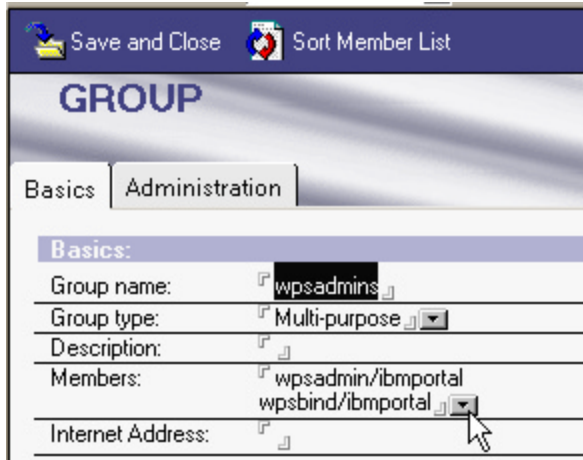 Save and Close Sort Member List
GROUP
Basics Administration
Basics:
Group name: wpsadmins
Group type: Multi-purpose
Description:
Members: wpsadmin/ibmportal
wpsbind/ibmportal
Internet Address: